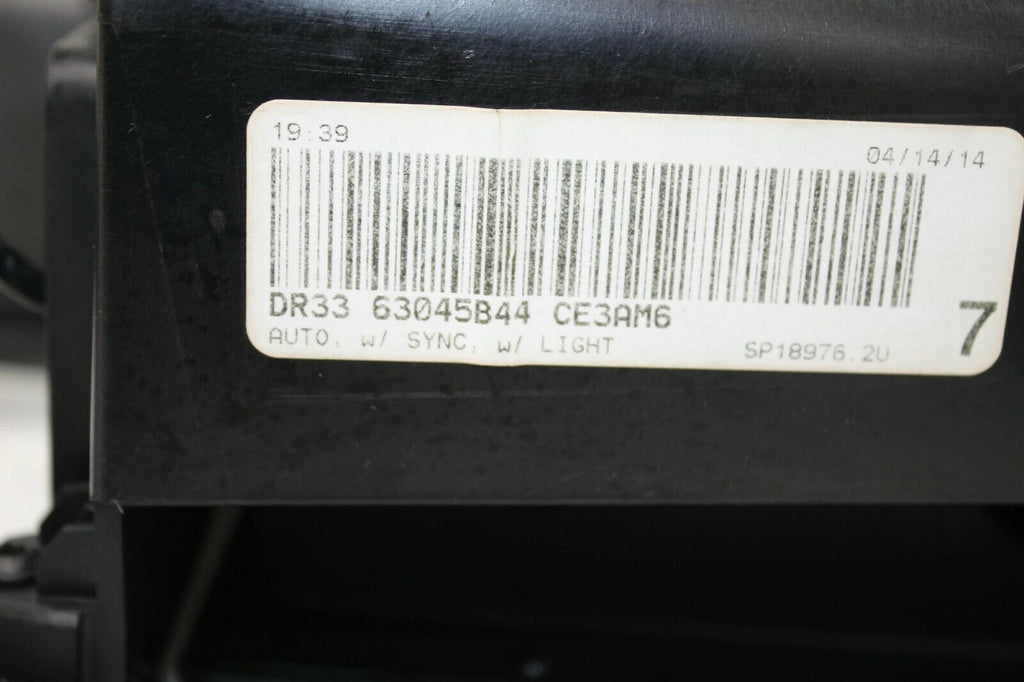 19:39
04/14/14
DR33 63045B44 CE3AM6
AUTO, w/ SYNC, w/ LIGHT
SP18976.2U
7